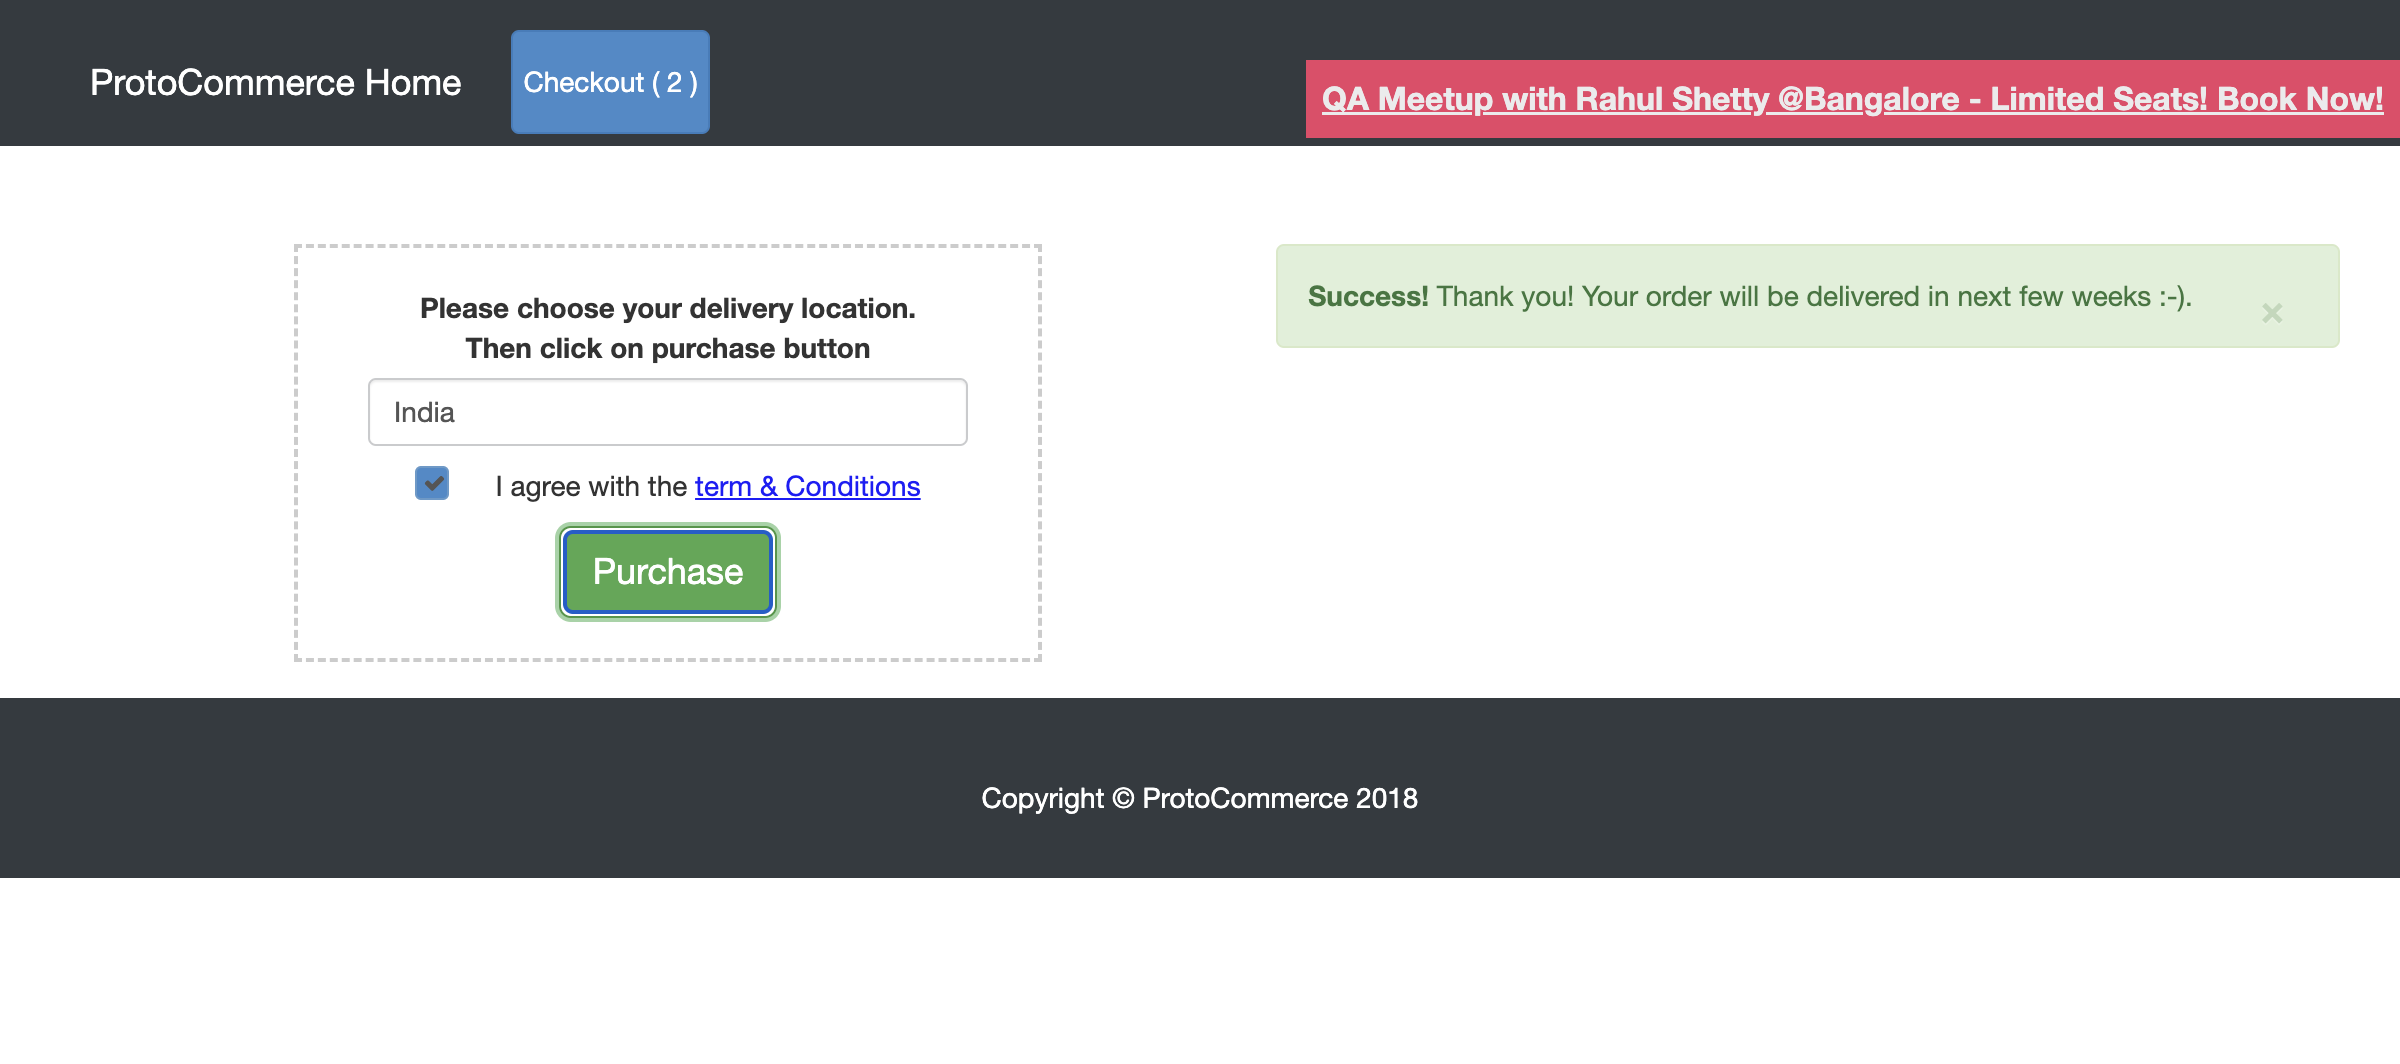 ProtoCommerce Home
Checkout ( 2 )
QA Meetup with Rahul Shetty @Bangalore - Limited Seats! Book Now!
Please choose your delivery location.
Then click on purchase button
India
I agree with the term & Conditions
Purchase
Success! Thank you! Your order will be delivered in next few weeks :-).
×
Copyright © ProtoCommerce 2018